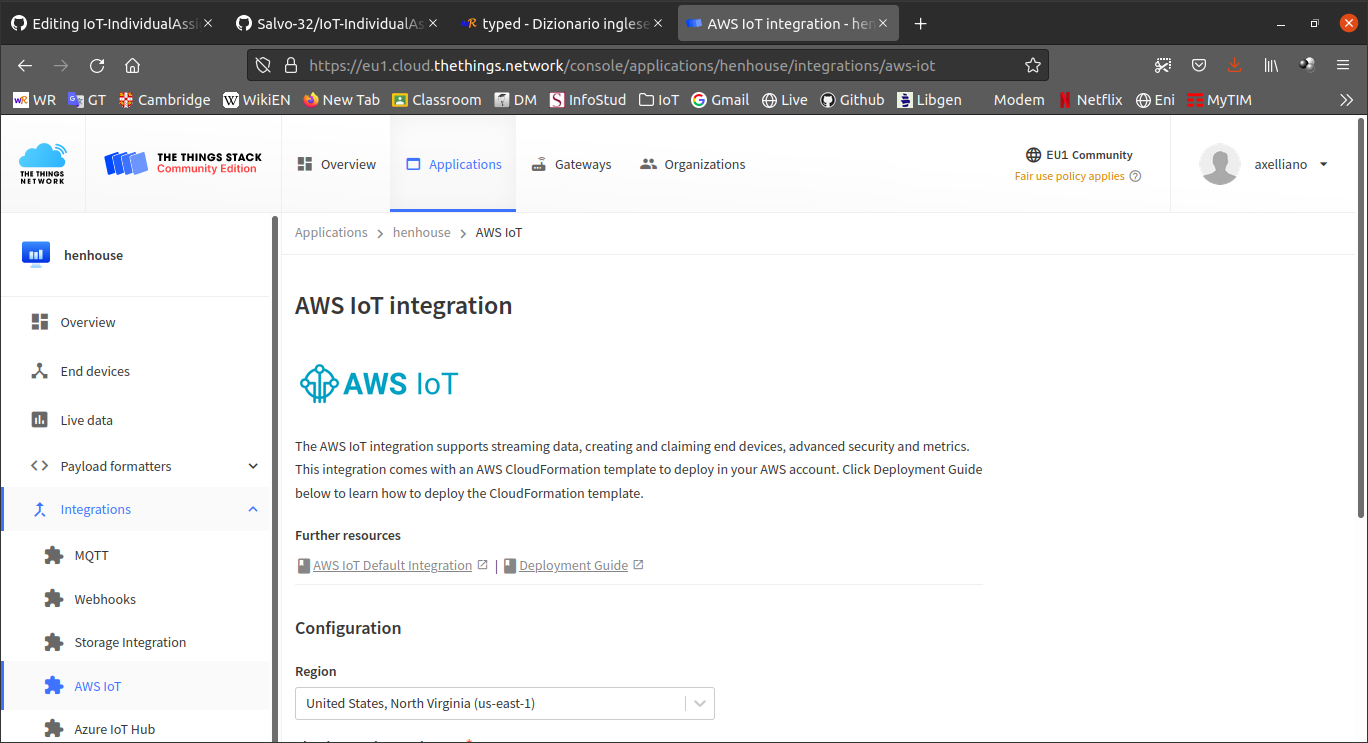 Editing IoT-IndividualAssi
Salvo-32/IoT-IndividualAs
typed - Dizionario inglese
AWS IoT integration - hen
https://eu1.cloud.thethings.network/console/applications/henhouse/integrations/aws-iot
WR GT Cambridge WikiEN New Tab Classroom DM InfoStud IoT Gmail Live Github Libgen Modem Netflix Eni MyTIM
THE THINGS
NETWORK
THE THINGS STACK
Community Edition
Overview
Applications
Gateways
Organizations
EU1 Community
Fair use policy applies
axelliano
henhouse
Overview
End devices
Live data
Payload formatters
Integrations
MQTT
Webhooks
Storage Integration
AWS IoT
Azure IoT Hub
Applications > henhouse > AWS IoT
AWS IoT integration
AWS IoT
The AWS IoT integration supports streaming data, creating and claiming end devices, advanced security and metrics.
This integration comes with an AWS CloudFormation template to deploy in your AWS account. Click Deployment Guide
below to learn how to deploy the CloudFormation template.
Further resources
AWS IoT Default Integration | Deployment Guide
Configuration
Region
United States, North Virginia (us-east-1)